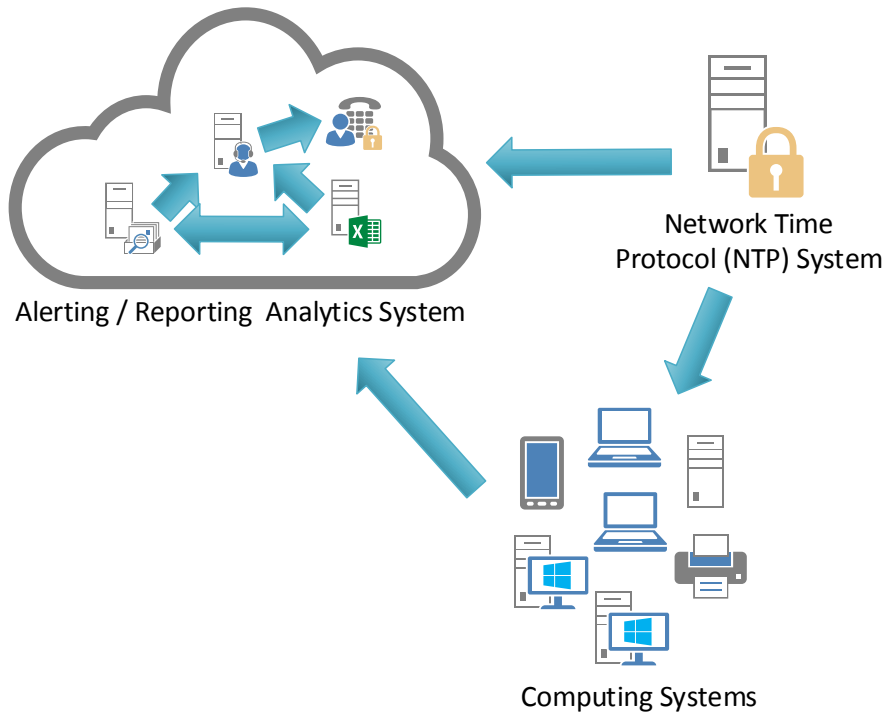 Network Time
Protocol (NTP) System
Alerting / Reporting  Analytics System
X
Computing Systems